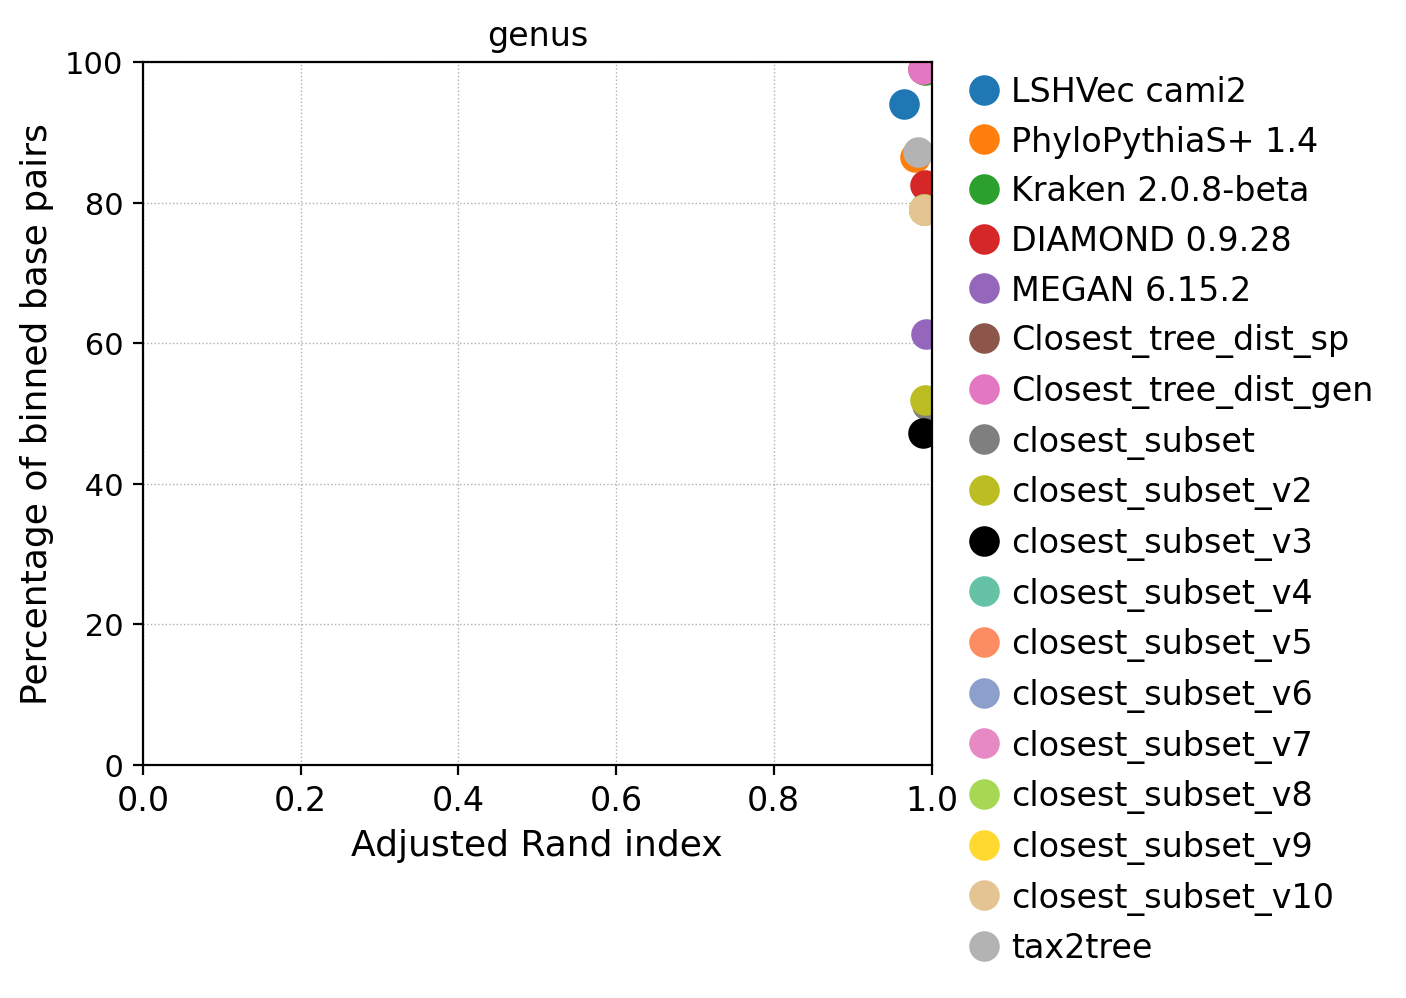 genus
100
80
60
40
20
0
Percentage of binned base pairs
0.0 0.2 0.4 0.6 0.8 1.0
Adjusted Rand index
LSHVec cami2
PhyloPythiaS+ 1.4
Kraken 2.0.8-beta
DIAMOND 0.9.28
MEGAN 6.15.2
Closest_tree_dist_sp
Closest_tree_dist_gen
closest_subset
closest_subset_v2
closest_subset_v3
closest_subset_v4
closest_subset_v5
closest_subset_v6
closest_subset_v7
closest_subset_v8
closest_subset_v9
closest_subset_v10
tax2tree